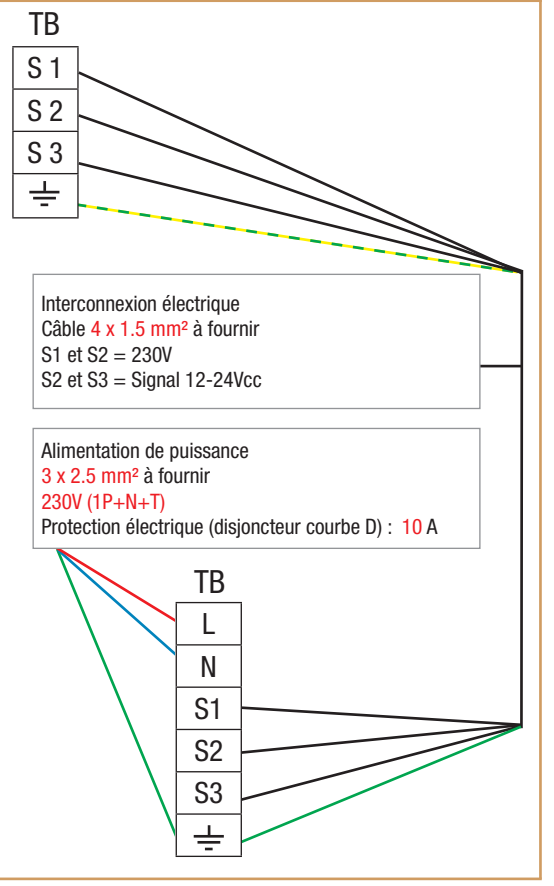 TB
S 1
S 2
S 3
Interconnexion électrique
Câble 4 x 1.5 mm² à fournir
S1 et S2 = 230V
S2 et S3 = Signal 12-24Vcc
Alimentation de puissance
3 x 2.5 mm² à fournir
230V (1P+N+T)
Protection électrique (disjoncteur courbe D) : 10 A
TB
L
N
S1
S2
S3